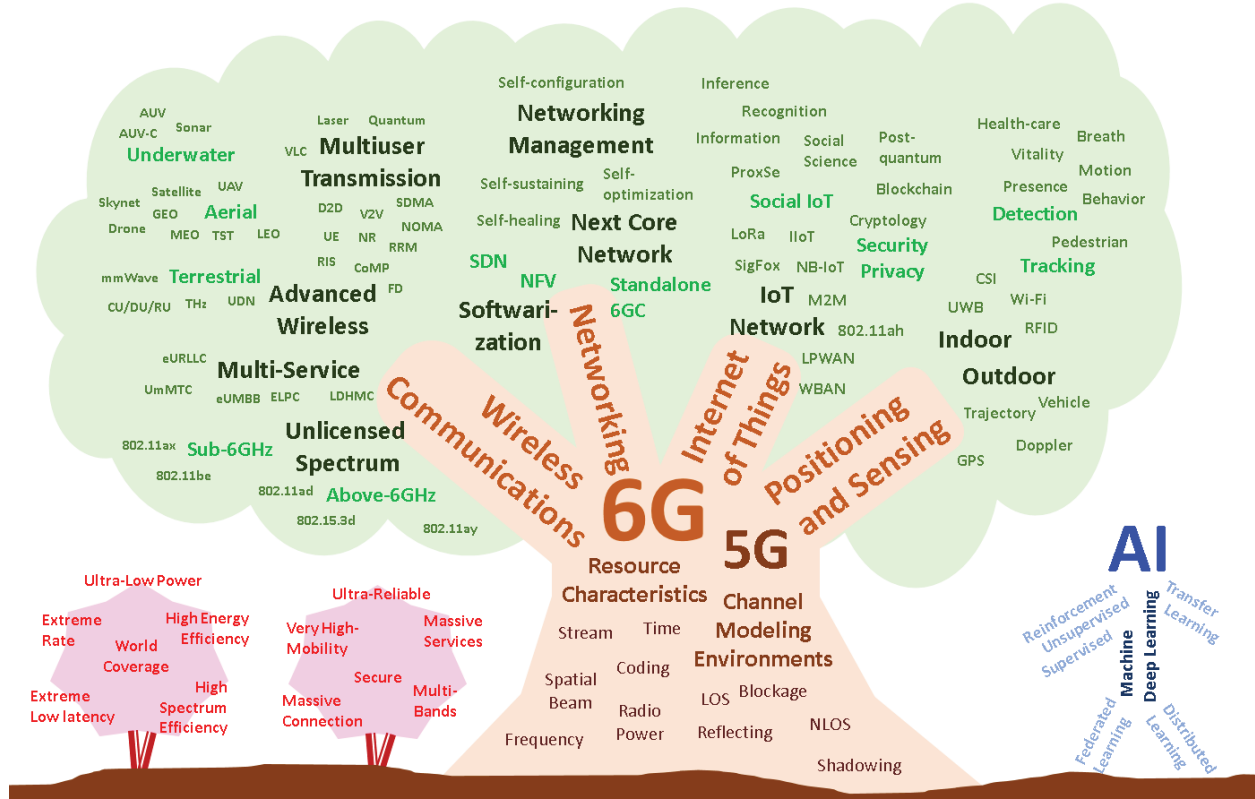 Self-configuration
Networking
Management
Self-sustaining
Self-
optimization
Self-healing
Next Core
Network
SDN
NFV
Standalone
6GC
Softwari-
zation
AUV
AUV-C
Sonar
Underwater
Laser
Quantum
VLC
Multiuser
Transmission
Satellite
UAV
Skynet
GEO
Aerial
Drone
MEO
TST
LEO
D2D
V2V
SDMA
NOMA
UE
NR
RRM
RIS
CoMP
FD
mmWave
Terrestrial
CU/DU/RU
THz
UDN
Advanced
Wireless
eURLLC
Multi-Service
UmMTC
eUMBB
ELPC
LDHMC
Unlicensed
Spectrum
802.11ax
Sub-6GHz
802.11be
802.11ad
Above-6GHz
802.15.3d
802.11ay
Inference
Recognition
Information
Social
Science
Post-
quantum
ProxSe
Blockchain
Social IoT
Cryptology
LoRa
IIoT
Security
Privacy
SigFox
NB-IoT
IoT
Network
M2M
802.11ah
LPWAN
WBAN
Health-care
Breath
Vitality
Motion
Presence
Behavior
Detection
Pedestrian
Tracking
CSI
UWB
Wi-Fi
RFID
Indoor
Outdoor
Trajectory
Vehicle
Doppler
GPS
Wireless
Communications
Networking
Internet
of Things
Positioning
and Sensing
6G
5G
Resource
Characteristics
Stream
Time
Coding
Spatial
Beam
Radio
Power
Frequency
Channel
Modeling
Environments
LOS
Blockage
NLOS
Reflecting
Shadowing
Ultra-Low Power
Extreme
Rate
High Energy
Efficiency
World
Coverage
Extreme
Low latency
High
Spectrum
Efficiency
Ultra-Reliable
Very High-
Mobility
Massive
Services
Secure
Massive
Connection
Multi-
Bands
AI
Reinforcement
Unsupervised
Supervised
Machine
Deep Learning
Transfer
Learning
Federated
Learning
Distributed
Learning